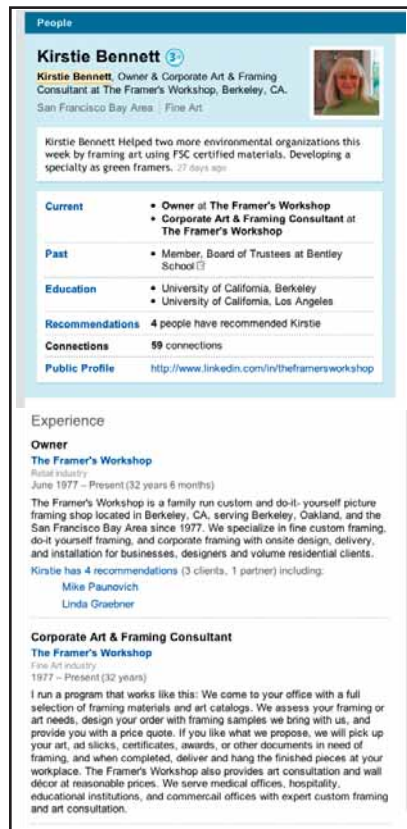 People
Kirstie Bennett 3rd
Kirstie Bennett, Owner & Corporate Art & Framing
Consultant at The Framer's Workshop, Berkeley, CA.
San Francisco Bay Area | Fine Art
Kirstie Bennett Helped two more environmental organizations this
week by framing art using FSC certified materials. Developing a
specialty as green framers. 27 days ago
Current
• Owner at The Framer's Workshop
• Corporate Art & Framing Consultant at
The Framer's Workshop
Past
• Member, Board of Trustees at Bentley
School
Education
• University of California, Berkeley
• University of California, Los Angeles
Recommendations 4 people have recommended Kirstie
Connections 59 connections
Public Profile http://www.linkedin.com/in/theframersworkshop
Experience
Owner
The Framer's Workshop
Retail industry
June 1977 – Present (32 years 6 months)
The Framer's Workshop is a family run custom and do-it- yourself picture
framing shop located in Berkeley, CA, serving Berkeley, Oakland, and the
San Francisco Bay Area since 1977. We specialize in fine custom framing,
do-it yourself framing, and corporate framing with onsite design, delivery,
and installation for businesses, designers and volume residential clients.
Kirstie has 4 recommendations (3 clients, 1 partner) including:
Mike Paunovich
Linda Graebner
Corporate Art & Framing Consultant
The Framer's Workshop
Fine Art industry
1977 – Present (32 years)
I run a program that works like this: We come to your office with a full
selection of framing materials and art catalogs. We assess your framing or
art needs, design your order with framing samples we bring with us, and
provide you with a price quote. If you like what we propose, we will pick up
your art, ad slicks, certificates, awards, or other documents in need of
framing, and when completed, deliver and hang the finished pieces at your
workplace. The Framer's Workshop also provides art consultation and wall
décor at reasonable prices. We serve medical offices, hospitality,
educational institutions, and commercail offices with expert custom framing
and art consultation.